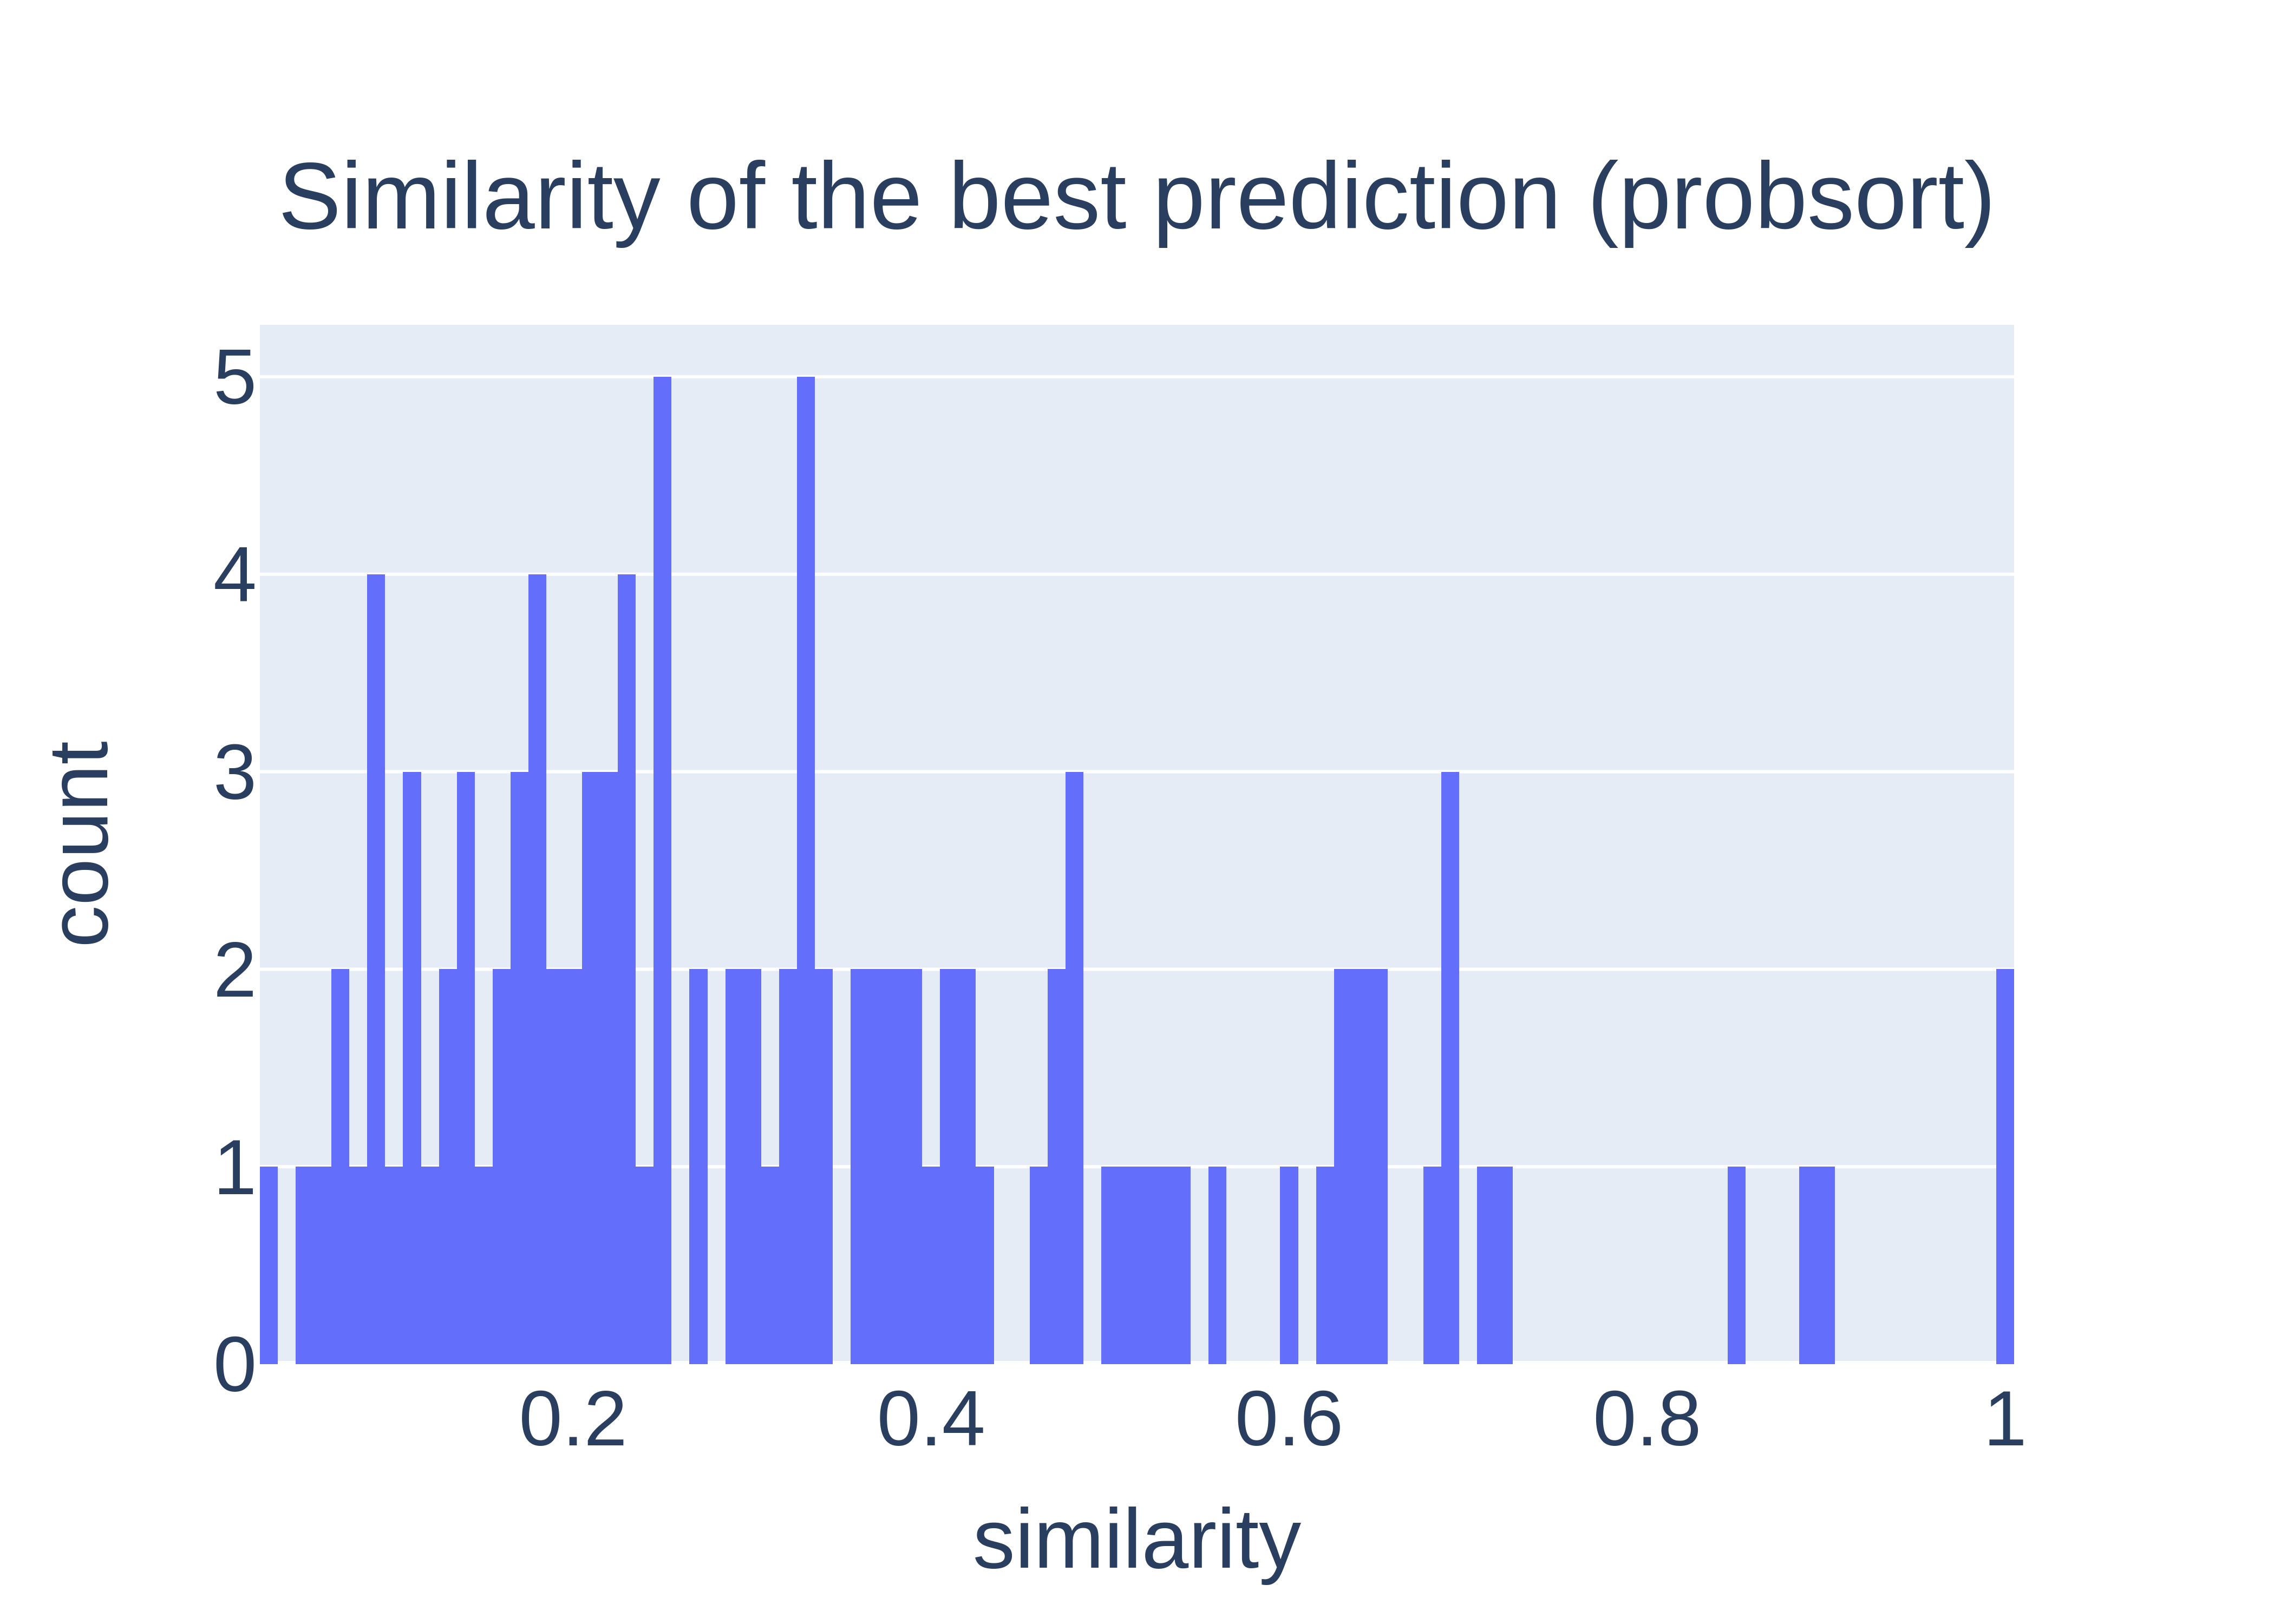 Similarity of the best prediction (probsort)
5
4
3
2
1
0
count
0.2 0.4 0.6 0.8 1
similarity